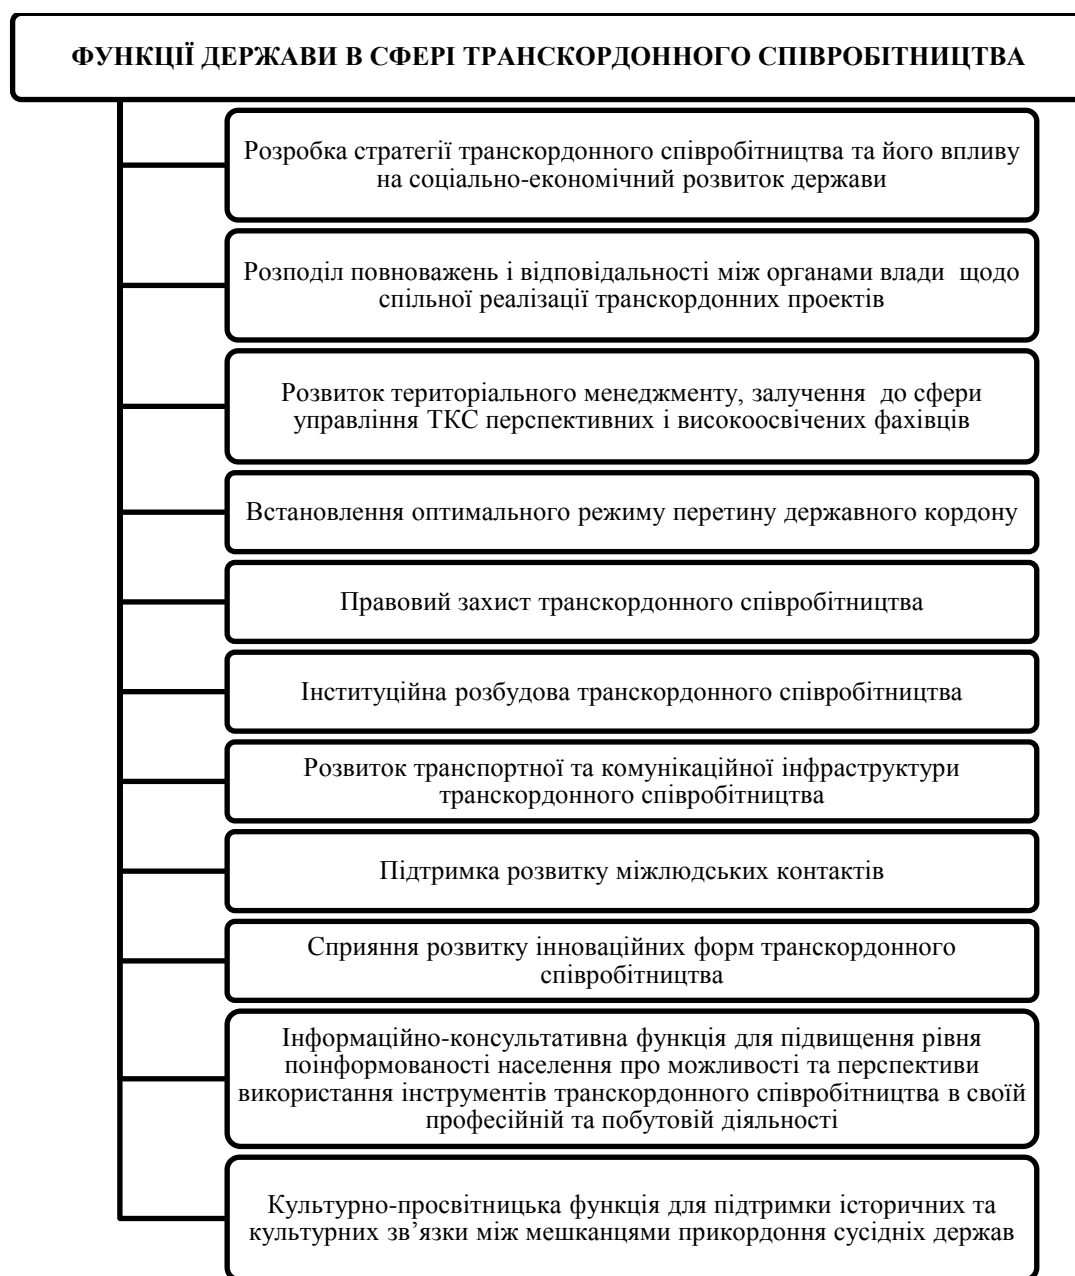 ФУНКЦІЇ ДЕРЖАВИ В СФЕРІ ТРАНСКОРДОННОГО СПІВРОБІТНИЦТВА
Розробка стратегії транскордонного співробітництва та його впливу
на соціально-економічний розвиток держави
Розподіл повноважень і відповідальності між органами влади щодо
спільної реалізації транскордонних проектів
Розвиток територіального менеджменту, залучення до сфери
управління ТКС перспективних і високоосвічених фахівців
Встановлення оптимального режиму перетину державного кордону
Правовий захист транскордонного співробітництва
Інституційна розбудова транскордонного співробітництва
Розвиток транспортної та комунікаційної інфраструктури
транскордонного співробітництва
Підтримка розвитку міжлюдських контактів
Сприяння розвитку інноваційних форм транскордонного
співробітництва
Інформаційно-консультативна функція для підвищення рівня
поінформованості населення про можливості та перспективи
використання інструментів транскордонного співробітництва в своїй
професійній та побутовій діяльності
Культурно-просвітницька функція для підтримки історичних та
культурних зв’язки між мешканцями прикордоння сусідніх держав